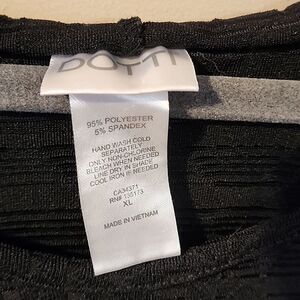 DOTTI
95% POLYESTER
5% SPANDEX
HAND WASH COLD
SEPARATELY
ONLY NON-CHLORINE
BLEACH WHEN NEEDED
LINE DRY IN SHADE
COOL IRON IF NEEDED
CA34371
RN# 135173
XL
MADE IN VIETNAM